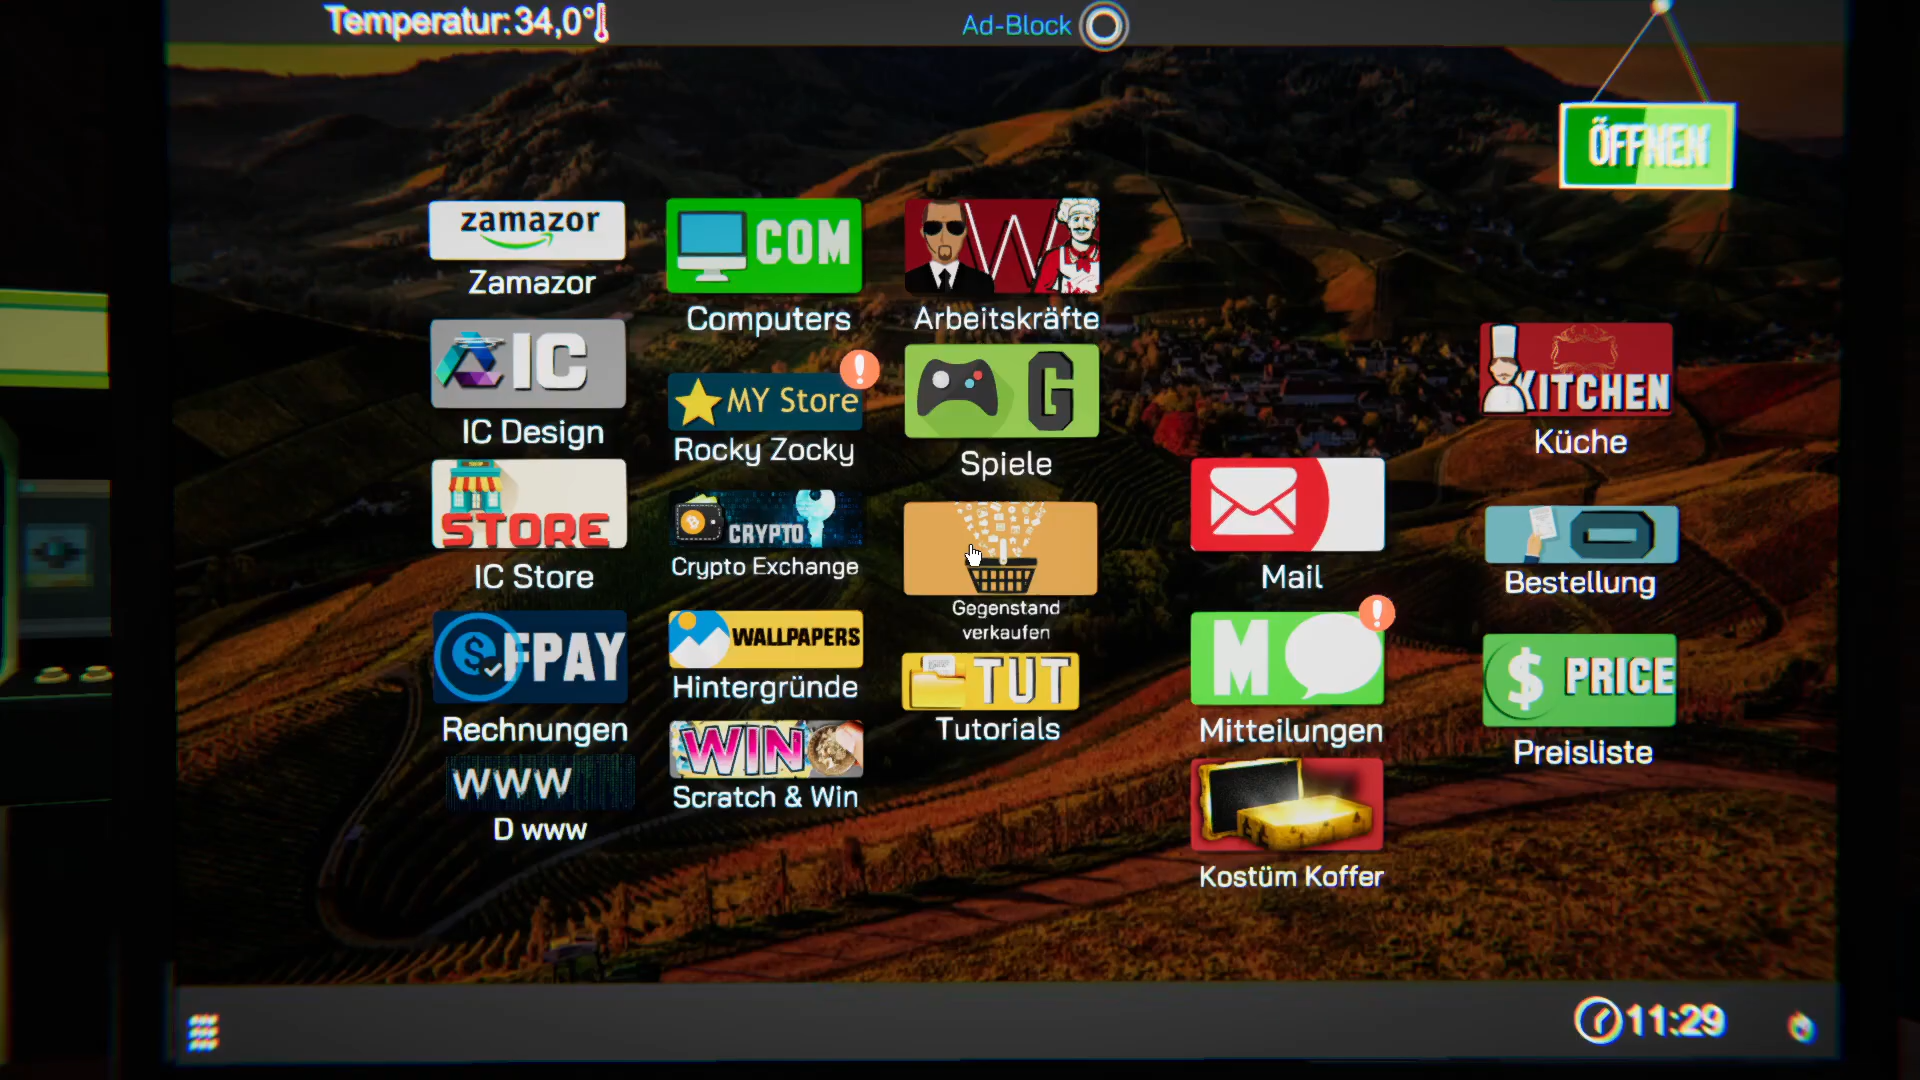 Temperatur:34,0°
Ad-Block
ÖFFNEN
zamazor
Zamazor
COM
Computers
W
Arbeitskräfte
IC
IC Design
MY Store
Rocky Zocky
G
Spiele
KITCHEN
Küche
STORE
IC Store
CRYPTO
Crypto Exchange
Gegenstand
verkaufen
Mail
Bestellung
FPAY
Rechnungen
WALLPAPERS
Hintergründe
TUT
Tutorials
M
Mitteilungen
$ PRICE
Preisliste
WWW
D www
WIN
Scratch & Win
Kostüm Koffer
11:29